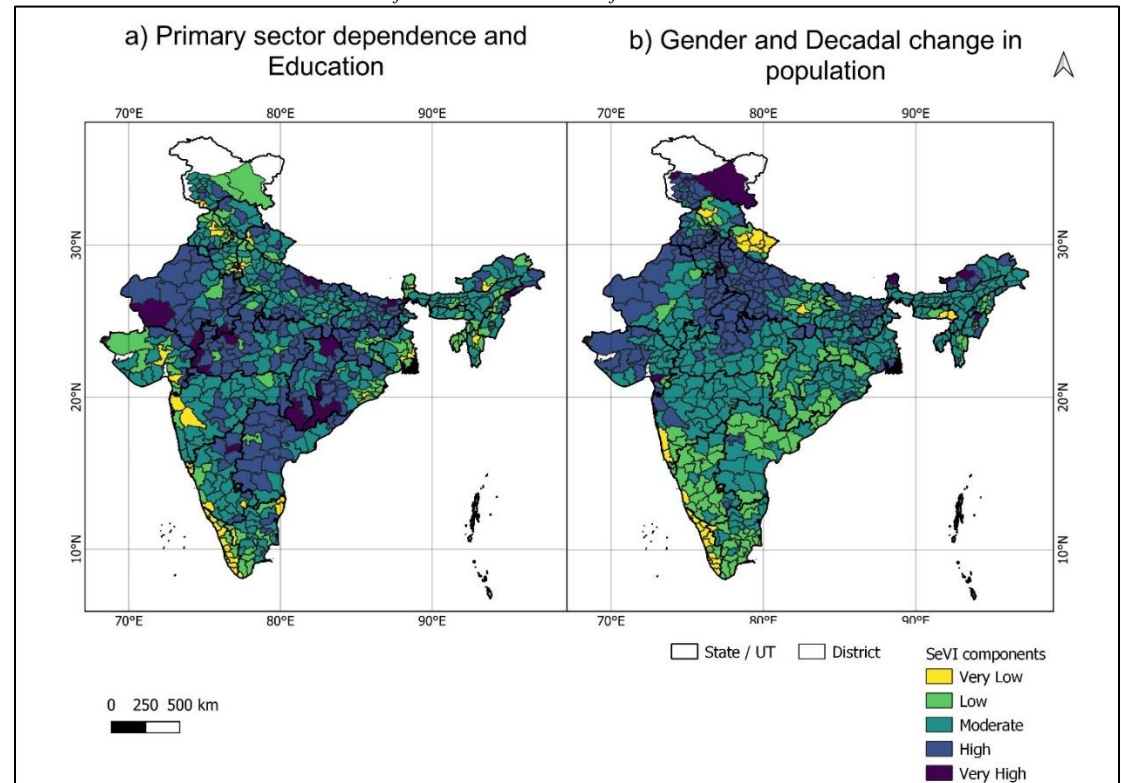 a) Primary sector dependence and
Education
b) Gender and Decadal change in
population
70°E 80°E 90°E
70°E 80°E 90°E
30°N
20°N
10°N
30°N
20°N
10°N
70°E 80°E 90°E
70°E 80°E 90°E
State / UT District
SeVI components
Very Low
Low
Moderate
High
Very High
0 250 500 km